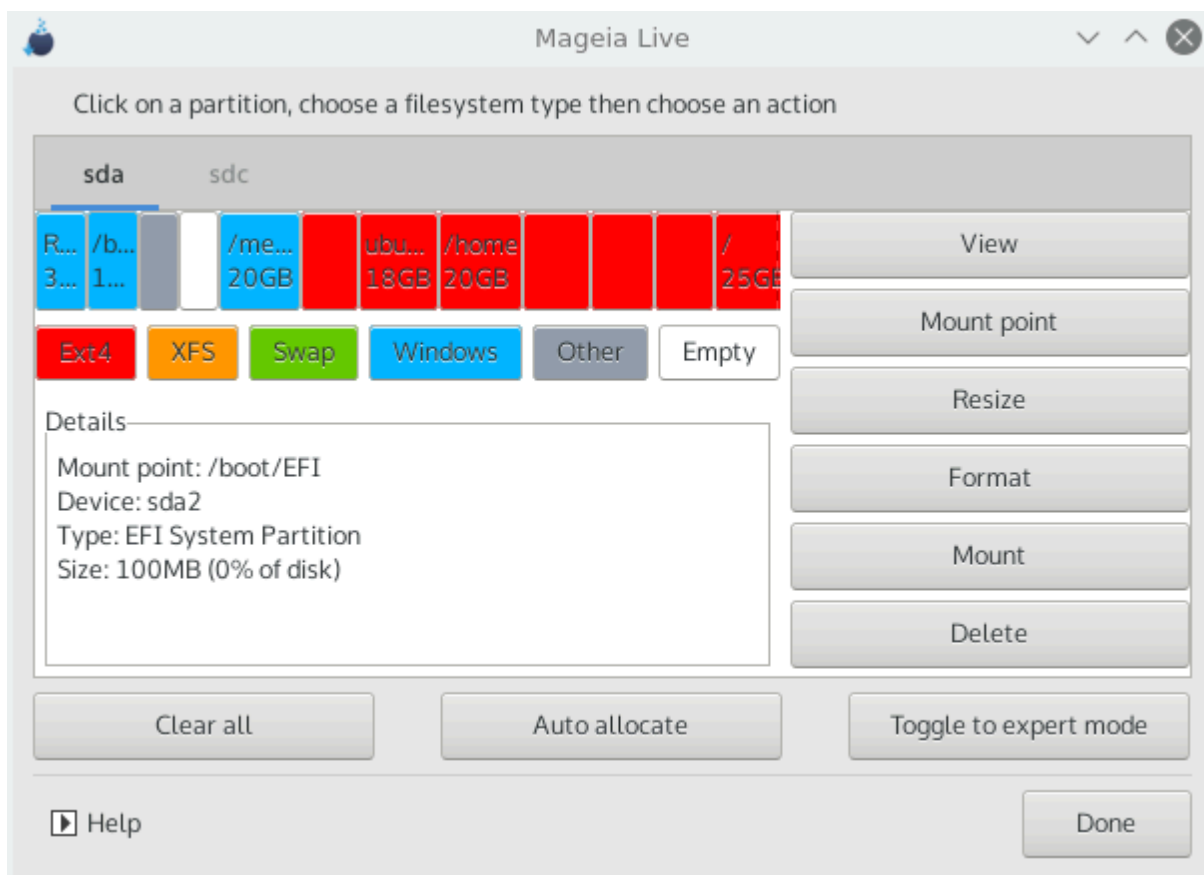 Mageia Live
Click on a partition, choose a filesystem type then choose an action
sda sdc
R... /b... /me... ubu... /home /
3... 1... 20GB 18GB 20GB 25GB
Ext4 XFS Swap Windows Other Empty
Details
Mount point: /boot/EFI
Device: sda2
Type: EFI System Partition
Size: 100MB (0% of disk)
View
Mount point
Resize
Format
Mount
Delete
Clear all Auto allocate Toggle to expert mode
Help Done